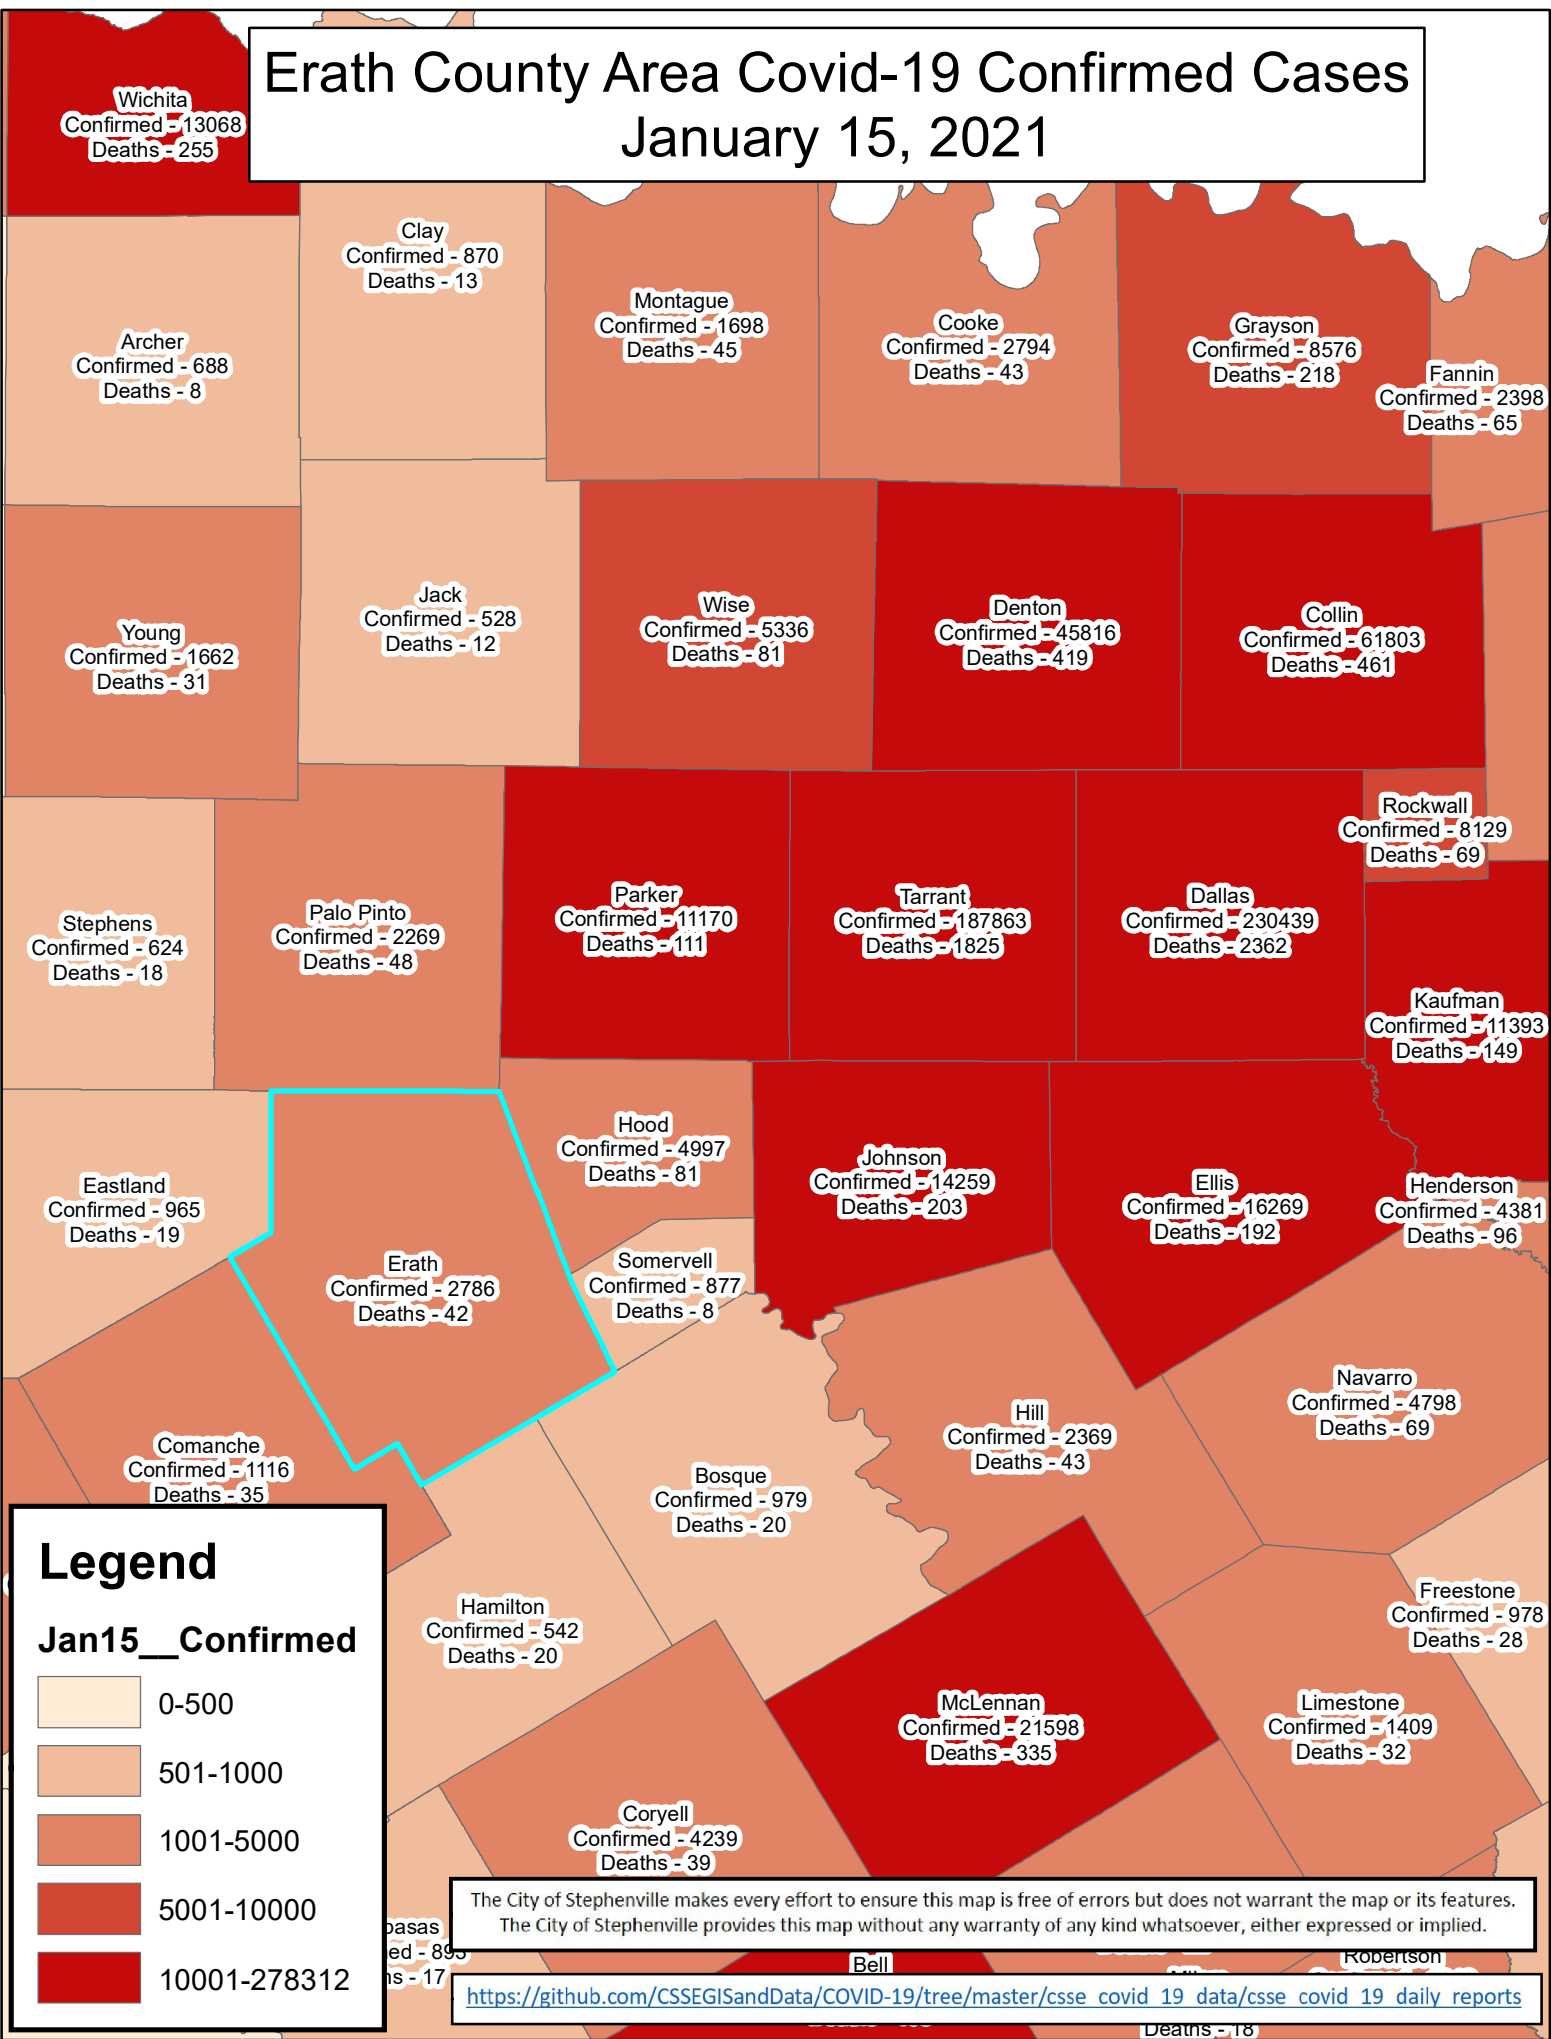 Erath County Area Covid-19 Confirmed Cases
January 15, 2021
Wichita
Confirmed - 13068
Deaths - 255
Clay
Confirmed - 870
Deaths - 13
Montague
Confirmed - 1698
Deaths - 45
Cooke
Confirmed - 2794
Deaths - 43
Grayson
Confirmed - 8576
Deaths - 218
Archer
Confirmed - 688
Deaths - 8
Fannin
Confirmed - 2398
Deaths - 65
Young
Confirmed - 1662
Deaths - 31
Jack
Confirmed - 528
Deaths - 12
Wise
Confirmed - 5336
Deaths - 81
Denton
Confirmed - 45816
Deaths - 419
Collin
Confirmed - 61803
Deaths - 461
Rockwall
Confirmed - 8129
Deaths - 69
Stephens
Confirmed - 624
Deaths - 18
Palo Pinto
Confirmed - 2269
Deaths - 48
Parker
Confirmed - 11170
Deaths - 111
Tarrant
Confirmed - 187863
Deaths - 1825
Dallas
Confirmed - 230439
Deaths - 2362
Kaufman
Confirmed - 11393
Deaths - 149
Eastland
Confirmed - 965
Deaths - 19
Hood
Confirmed - 4997
Deaths - 81
Johnson
Confirmed - 14259
Deaths - 203
Ellis
Confirmed - 16269
Deaths - 192
Henderson
Confirmed - 4381
Deaths - 96
Erath
Confirmed - 2786
Deaths - 42
Somervell
Confirmed - 877
Deaths - 8
Comanche
Confirmed - 1116
Deaths - 35
Bosque
Confirmed - 979
Deaths - 20
Hill
Confirmed - 2369
Deaths - 43
Navarro
Confirmed - 4798
Deaths - 69
Hamilton
Confirmed - 542
Deaths - 20
Freestone
Confirmed - 978
Deaths - 28
McLennan
Confirmed - 21598
Deaths - 335
Limestone
Confirmed - 1409
Deaths - 32
Coryell
Confirmed - 4239
Deaths - 39
Legend
Jan15__Confirmed
0-500
501-1000
1001-5000
5001-10000
10001-278312
The City of Stephenville makes every effort to ensure this map is free of errors but does not warrant the map or its features.
The City of Stephenville provides this map without any warranty of any kind whatsoever, either expressed or implied.
Bell
Robertson
https://github.com/CSSEGISandData/COVID-19/tree/master/csse_covid_19_data/csse_covid_19_daily_reports
Deaths - 18